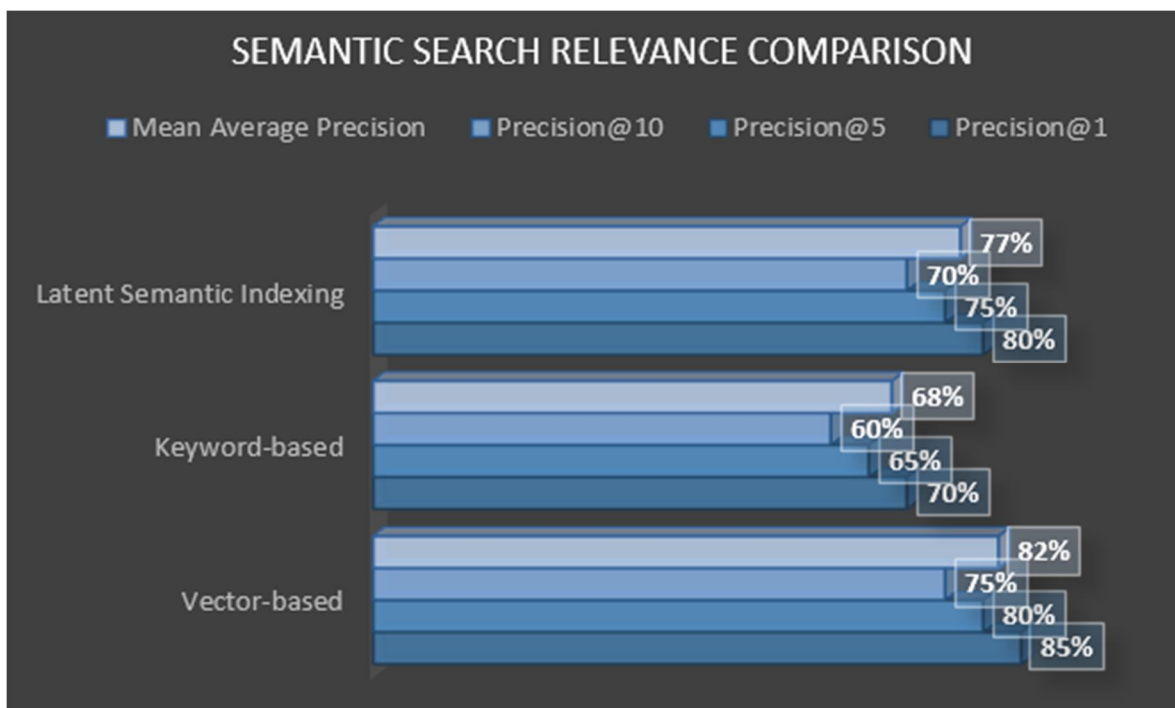 SEMANTIC SEARCH RELEVANCE COMPARISON
Mean Average Precision Precision@10 Precision@5 Precision@1
Latent Semantic Indexing
77%
70%
75%
80%
Keyword-based
68%
60%
65%
70%
Vector-based
82%
75%
80%
85%